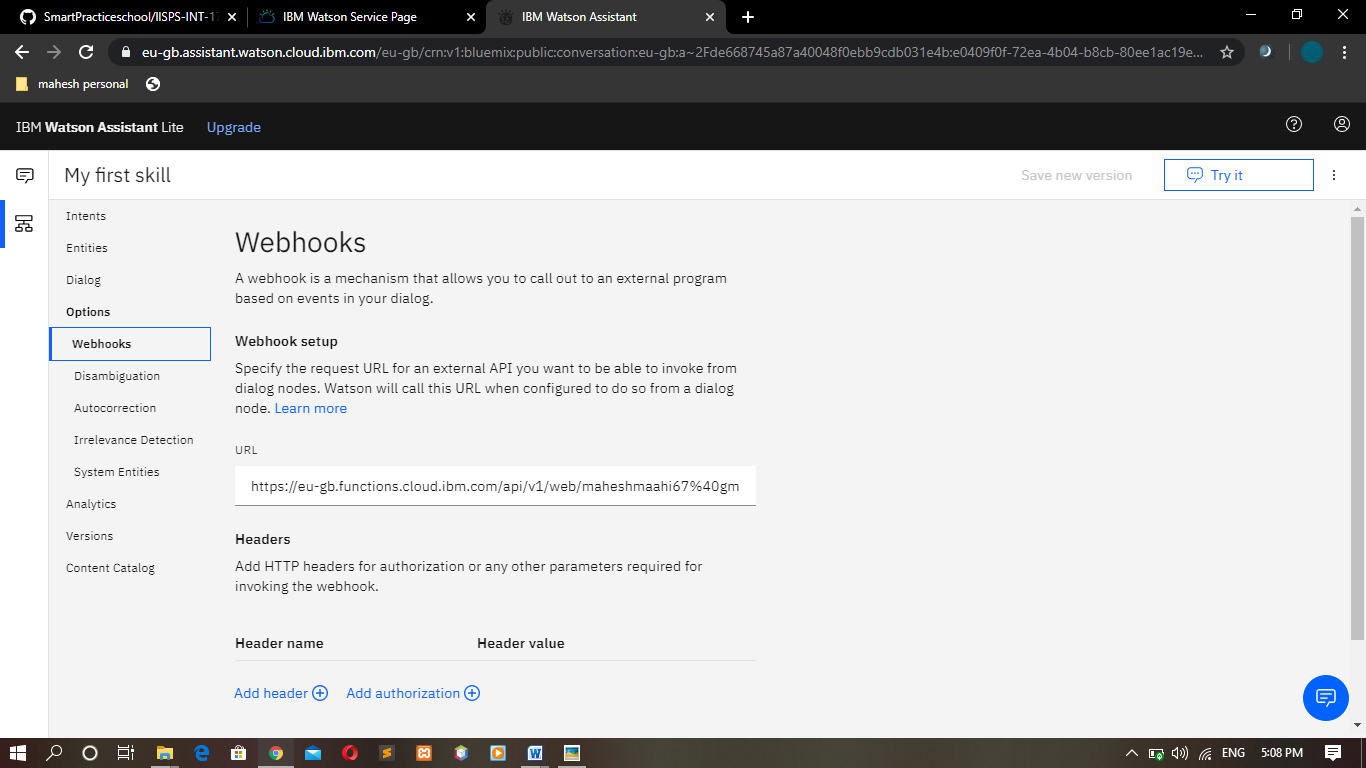 SmartPracticeschool/IISPS-INT-17
IBM Watson Service Page
IBM Watson Assistant
eu-gb.assistant.watson.cloud.ibm.com/eu-gb/crn:v1:bluemix:public:conversation:eu-gb:a~2Fde668745a87a40048f0ebb9cdb031e4b:e0409f0f-72ea-4b04-b8cb-80ee1ac19e...
mahesh personal
IBM Watson Assistant Lite
Upgrade
My first skill
Save new version
Try it
Intents
Entities
Dialog
Options
Webhooks
Disambiguation
Autocorrection
Irrelevance Detection
System Entities
Analytics
Versions
Content Catalog
Webhooks
A webhook is a mechanism that allows you to call out to an external program
based on events in your dialog.
Webhook setup
Specify the request URL for an external API you want to be able to invoke from
dialog nodes. Watson will call this URL when configured to do so from a dialog
node. Learn more
URL
https://eu-gb.functions.cloud.ibm.com/api/v1/web/maheshmaahi67%40gm
Headers
Add HTTP headers for authorization or any other parameters required for
invoking the webhook.
Header name
Header value
Add header
Add authorization
ENG
5:08 PM